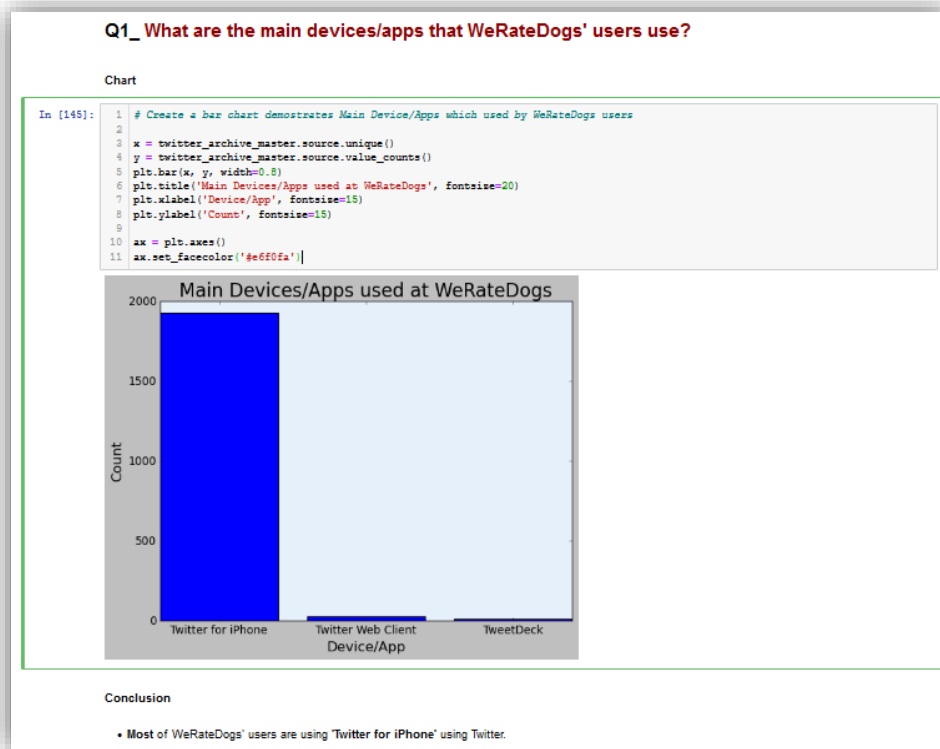 Q1_ What are the main devices/apps that WeRateDogs' users use?
Chart
In [145]:
1 # Create a bar chart demostrates Main Device/Apps which used by WeRateDogs users
2
3 x = twitter_archive_master.source.unique()
4 y = twitter_archive_master.source.value_counts()
5 plt.bar(x, y, width=0.8)
6 plt.title('Main Devices/Apps used at WeRateDogs', fontsize=20)
7 plt.xlabel('Device/App', fontsize=15)
8 plt.ylabel('Count', fontsize=15)
9
10 ax = plt.axes()
11 ax.set_facecolor('#e6f0fa')
Main Devices/Apps used at WeRateDogs
2000
1500
1000
500
0
Count
Twitter for iPhone Twitter Web Client TweetDeck
Device/App
Conclusion
• Most of WeRateDogs' users are using 'Twitter for iPhone' using Twitter.